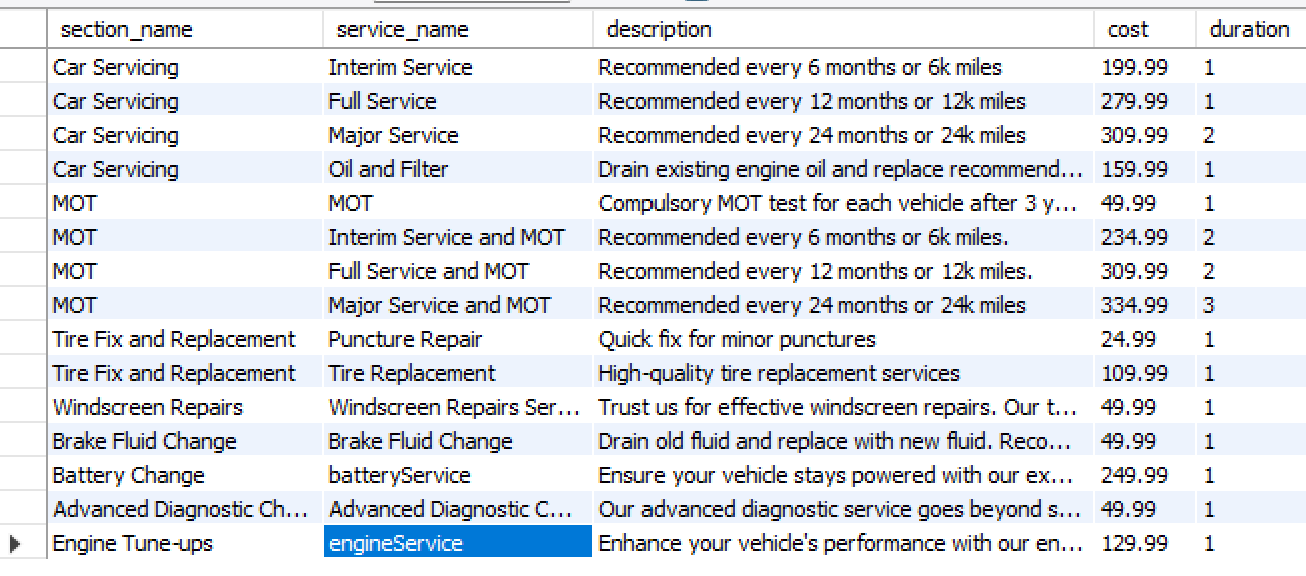 section_name service_name description cost duration
Car Servicing Interim Service Recommended every 6 months or 6k miles 199.99 1
Car Servicing Full Service Recommended every 12 months or 12k miles 279.99 1
Car Servicing Major Service Recommended every 24 months or 24k miles 309.99 2
Car Servicing Oil and Filter Drain existing engine oil and replace recommend... 159.99 1
MOT MOT Compulsory MOT test for each vehicle after 3 y... 49.99 1
MOT Interim Service and MOT Recommended every 6 months or 6k miles. 234.99 2
MOT Full Service and MOT Recommended every 12 months or 12k miles. 309.99 2
MOT Major Service and MOT Recommended every 24 months or 24k miles 334.99 3
Tire Fix and Replacement Puncture Repair Quick fix for minor punctures 24.99 1
Tire Fix and Replacement Tire Replacement High-quality tire replacement services 109.99 1
Windscreen Repairs Windscreen Repairs Ser... Trust us for effective windscreen repairs. Our t... 49.99 1
Brake Fluid Change Brake Fluid Change Drain old fluid and replace with new fluid. Reco... 49.99 1
Battery Change batteryService Ensure your vehicle stays powered with our ex... 249.99 1
Advanced Diagnostic Ch... Advanced Diagnostic C... Our advanced diagnostic service goes beyond s... 49.99 1
Engine Tune-ups engineService Enhance your vehicle's performance with our en... 129.99 1